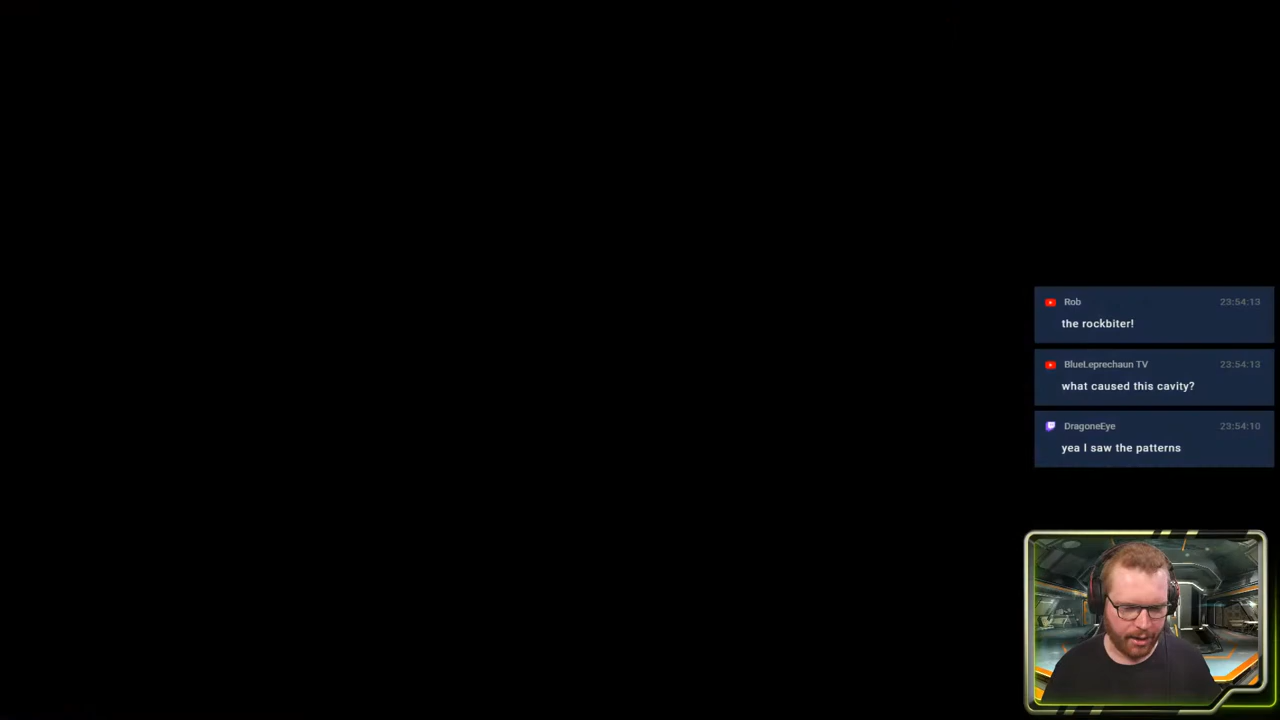 Rob 23:54:13
the rockbiter!
BlueLeprechaun TV 23:54:13
what caused this cavity?
DragoneEye 23:54:10
yea I saw the patterns